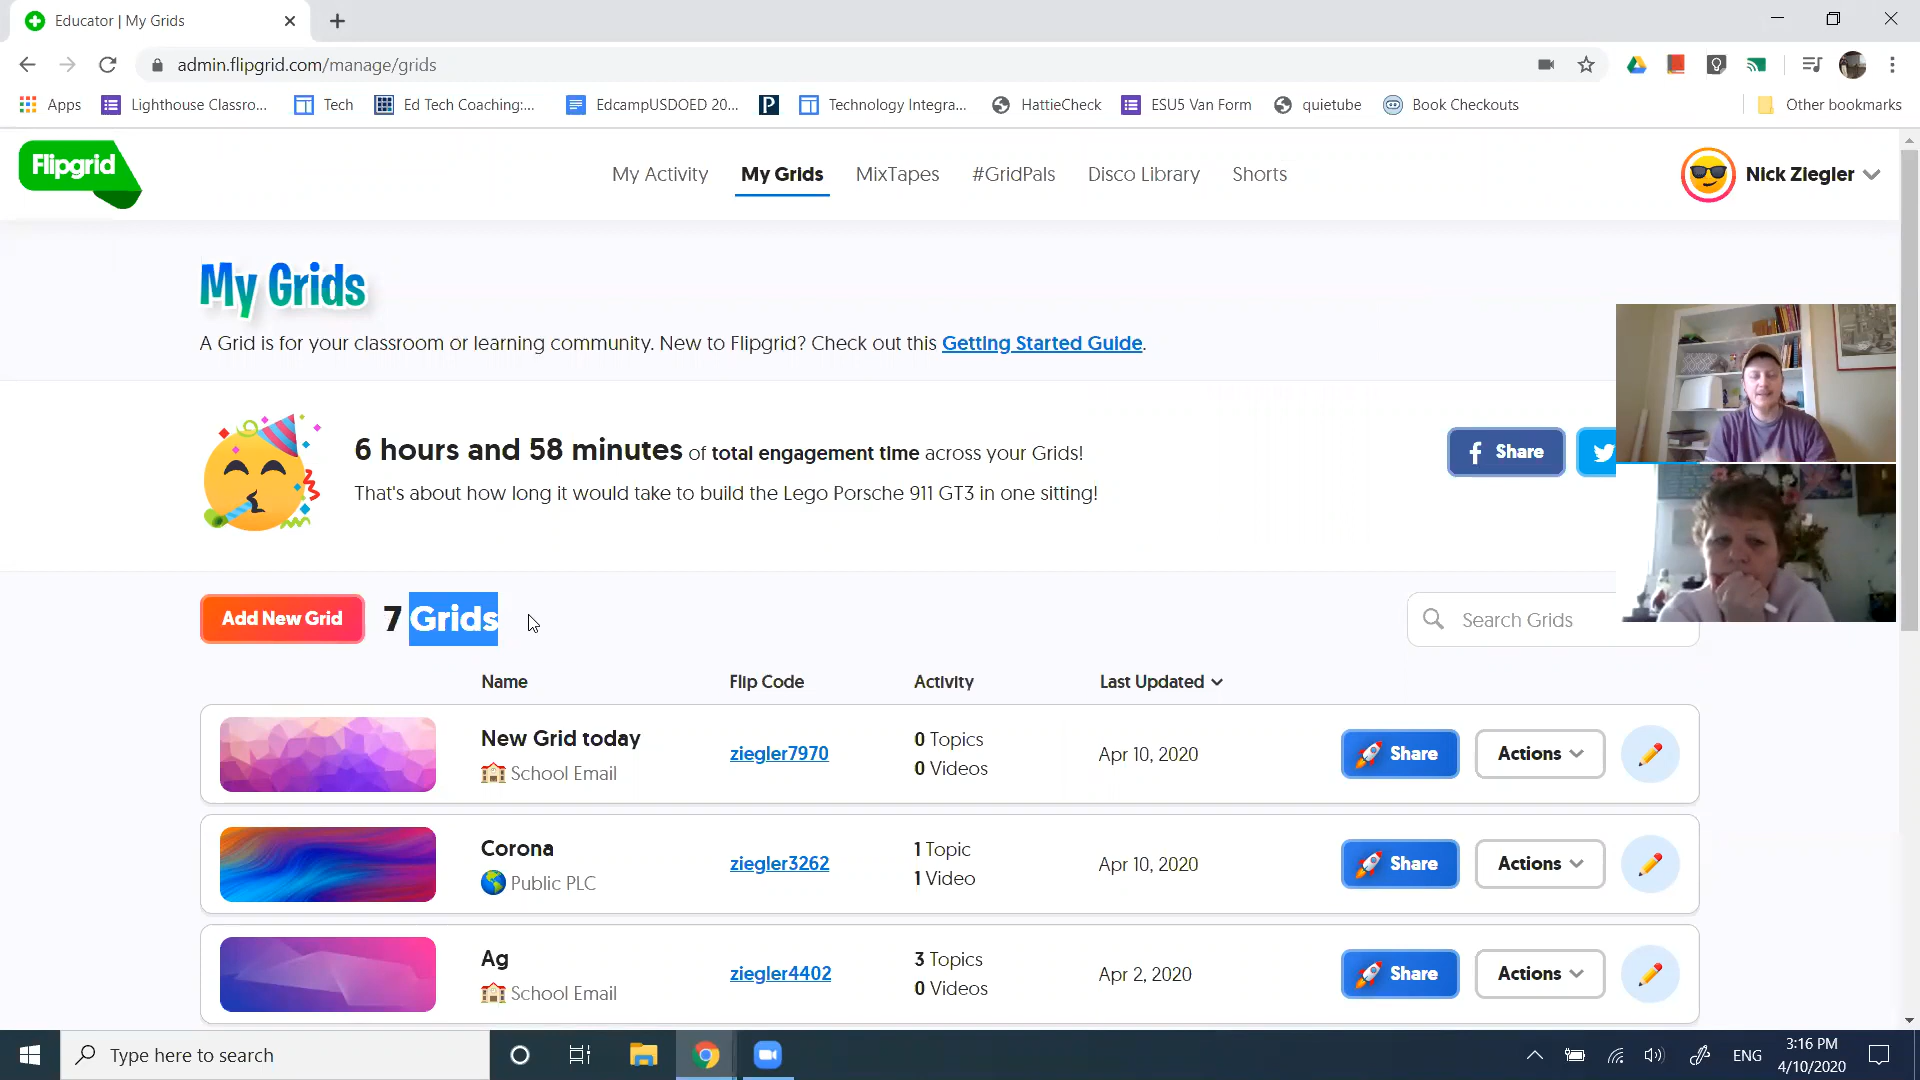 Educator | My Grids
admin.flipgrid.com/manage/grids
Apps Lighthouse Classro... Tech Ed Tech Coaching:... EdcampUSDOED 20... P Technology Integra... HattieCheck ESU5 Van Form quietube Book Checkouts Other bookmarks
Flipgrid My Activity My Grids MixTapes #GridPals Disco Library Shorts Nick Ziegler
My Grids
A Grid is for your classroom or learning community. New to Flipgrid? Check out this Getting Started Guide.
6 hours and 58 minutes of total engagement time across your Grids!
Share
That's about how long it would take to build the Lego Porsche 911 GT3 in one sitting!
Add New Grid 7 Grids Search Grids
Name Flip Code Activity Last Updated
New Grid today
School Email
ziegler7970
0 Topics
0 Videos
Apr 10, 2020
Share Actions
Corona
Public PLC
ziegler3262
1 Topic
1 Video
Apr 10, 2020
Share Actions
Ag
School Email
ziegler4402
3 Topics
0 Videos
Apr 2, 2020
Share Actions
Type here to search
ENG
3:16 PM
4/10/2020